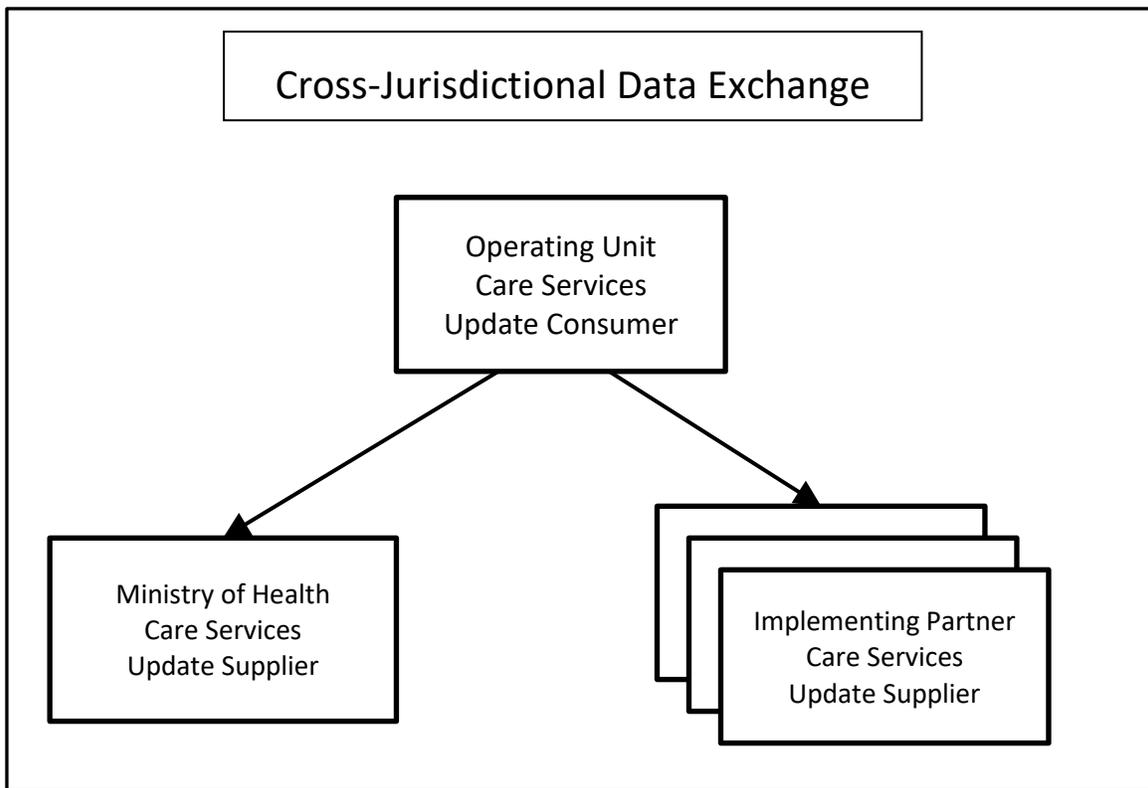 Cross-Jurisdictional Data Exchange
Operating Unit
Care Services
Update Consumer
Ministry of Health
Care Services
Update Supplier
Implementing Partner
Care Services
Update Supplier